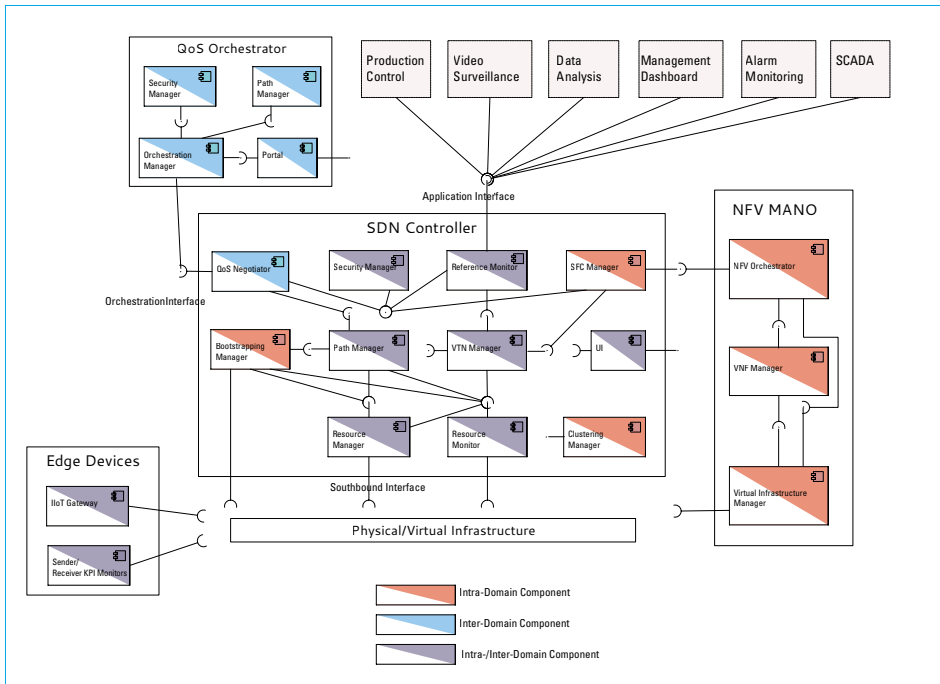 QoS Orchestrator
Security
Manager
Path
Manager
Orchestration
Manager
Portal
Production
Control
Video
Surveillance
Data
Analysis
Management
Dashboard
Alarm
Monitoring
SCADA
Application Interface
SDN Controller
QoS Negotiator
Security Manager
Reference Monitor
SFC Manager
OrchestrationInterface
Bootstrapping
Manager
Path Manager
VTN Manager
UI
Resource
Manager
Resource
Monitor
Clustering
Manager
Southbound Interface
NFV MANO
NFV Orchestrator
VNF Manager
Virtual Infrastructure
Manager
Edge Devices
IIoT Gateway
Sender/
Receiver KPI Monitors
Physical/Virtual Infrastructure
Intra-Domain Component
Inter-Domain Component
Intra-/Inter-Domain Component